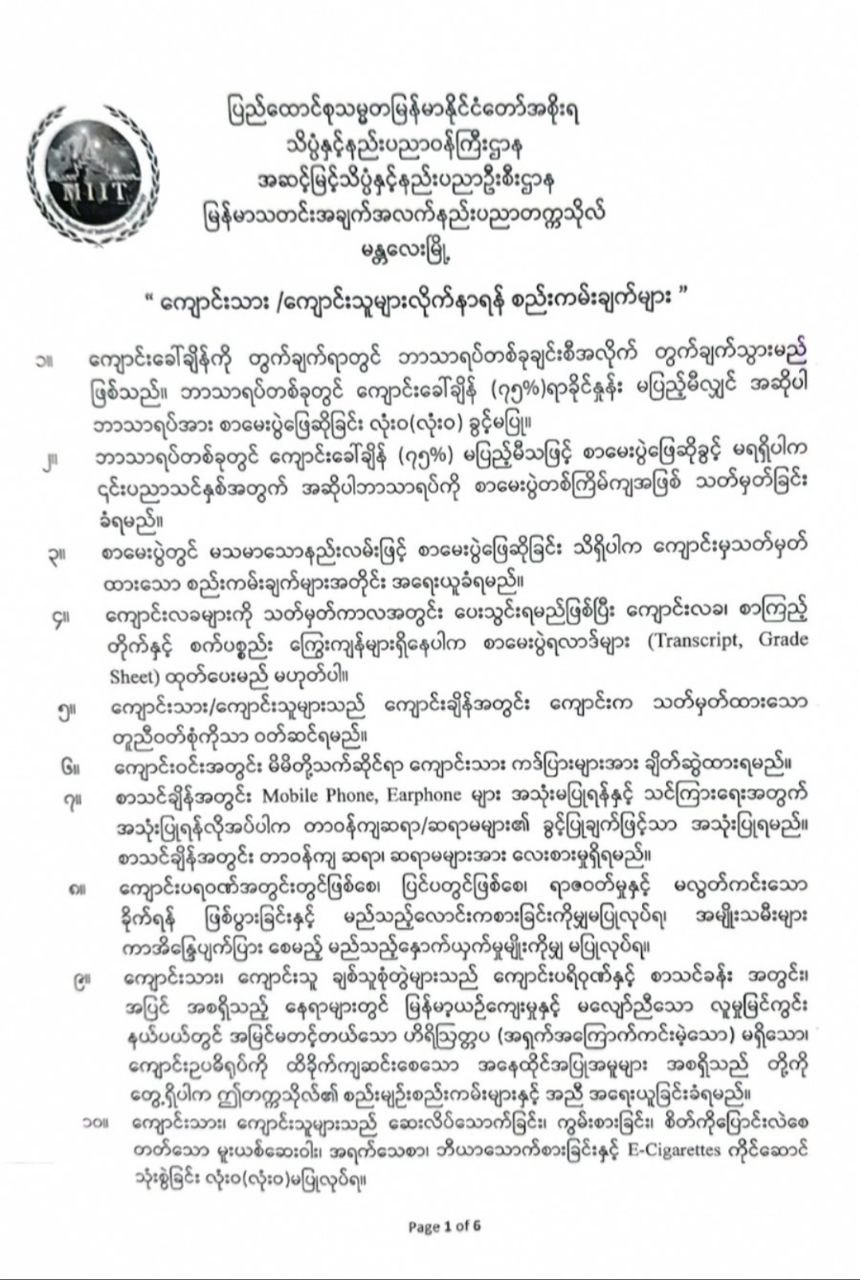 ပြည်ထောင်စုသမ္မတမြန်မာနိုင်ငံတော်အစိုးရ
သိပ္ပံနှင့်နည်းပညာဝန်ကြီးဌာန
အဆင့်မြင့်သိပ္ပံနှင့်နည်းပညာဦးစီးဌာန
မြန်မာသတင်းအချက်အလက်နည်းပညာတက္ကသိုလ်
မန္တလေးမြို့
MIIT
“ ကျောင်းသား /ကျောင်းသူများလိုက်နာရန် စည်းကမ်းချက်များ ”
၁။ ကျောင်းခေါ်ချိန်ကို တွက်ချက်ရာတွင် ဘာသာရပ်တစ်ခုချင်းစီအလိုက် တွက်ချက်သွားမည်
ဖြစ်သည်။ ဘာသာရပ်တစ်ခုတွင် ကျောင်းခေါ်ချိန် (၇၅%)ရာခိုင်နှုန်း မပြည့်မီလျှင် အဆိုပါ
ဘာသာရပ်အား စာမေးပွဲဖြေဆိုခြင်း လုံးဝ(လုံးဝ) ခွင့်မပြု။
၂။ ဘာသာရပ်တစ်ခုတွင် ကျောင်းခေါ်ချိန် (၇၅%) မပြည့်မီသဖြင့် စာမေးပွဲဖြေဆိုခွင့် မရရှိပါက
၎င်းပညာသင်နှစ်အတွက် အဆိုပါဘာသာရပ်ကို စာမေးပွဲတစ်ကြိမ်ကျအဖြစ် သတ်မှတ်ခြင်း
ခံရမည်။
၃။ စာမေးပွဲတွင် မသမာသောနည်းလမ်းဖြင့် စာမေးပွဲဖြေဆိုခြင်း သိရှိပါက ကျောင်းမှသတ်မှတ်
ထားသော စည်းကမ်းချက်များအတိုင်း အရေးယူခံရမည်။
၄။ ကျောင်းလခများကို သတ်မှတ်ကာလအတွင်း ပေးသွင်းရမည်ဖြစ်ပြီး ကျောင်းလခ၊ စာကြည့်
တိုက်နှင့် စက်ပစ္စည်း ကြွေးကျန်များရှိနေပါက စာမေးပွဲရလာဒ်များ (Transcript, Grade
Sheet) ထုတ်ပေးမည် မဟုတ်ပါ။
၅။ ကျောင်းသား/ကျောင်းသူများသည် ကျောင်းချိန်အတွင်း ကျောင်းက သတ်မှတ်ထားသော
တူညီဝတ်စုံကိုသာ ဝတ်ဆင်ရမည်။
၆။ ကျောင်းဝင်းအတွင်း မိမိတို့သက်ဆိုင်ရာ ကျောင်းသား ကဒ်ပြားများအား ချိတ်ဆွဲထားရမည်။
၇။ စာသင်ချိန်အတွင်း Mobile Phone, Earphone များ အသုံးမပြုရန်နှင့် သင်ကြားရေးအတွက်
အသုံးပြုရန်လိုအပ်ပါက တာဝန်ကျဆရာ/ဆရာမများ၏ ခွင့်ပြုချက်ဖြင့်သာ အသုံးပြုရမည်။
စာသင်ချိန်အတွင်း တာဝန်ကျ ဆရာ၊ ဆရာမများအား လေးစားမှုရှိရမည်။
၈။ ကျောင်းပရဝဏ်အတွင်းတွင်ဖြစ်စေ၊ ပြင်ပတွင်ဖြစ်စေ၊ ရာဇဝတ်မှုနှင့် မလွတ်ကင်းသော
ခိုက်ရန် ဖြစ်ပွားခြင်းနှင့် မည်သည့်လောင်းကစားခြင်းကိုမျှမပြုလုပ်ရ၊ အမျိုးသမီးများ
ကာအိန္ဒြေပျက်ပြား စေမည့် မည်သည့်နှောက်ယှက်မှုမျိုးကိုမျှ မပြုလုပ်ရ။
၉။ ကျောင်းသား၊ ကျောင်းသူ ချစ်သူစုံတွဲများသည် ကျောင်းပရိဝုဏ်နှင့် စာသင်ခန်း အတွင်း၊
အပြင် အစရှိသည့် နေရာများတွင် မြန်မာ့ယဉ်ကျေးမှုနှင့် မလျော်ညီသော လူမှုမြင်ကွင်း
နယ်ပယ်တွင် အမြင်မတင့်တယ်သော ဟိရိဩတ္တပ (အရှက်အကြောက်ကင်းမဲ့သော) မရှိသော၊
ကျောင်းဥပဓိရုပ်ကို ထိခိုက်ကျဆင်းစေသော အနေထိုင်အပြုအမူများ အစရှိသည် တို့ကို
တွေ့ရှိပါက ဤတက္ကသိုလ်၏ စည်းမျဉ်းစည်းကမ်းများနှင့် အညီ အရေးယူခြင်းခံရမည်။
၁၀။ ကျောင်းသား၊ ကျောင်းသူများသည် ဆေးလိပ်သောက်ခြင်း၊ ကွမ်းစားခြင်း၊ စိတ်ကိုပြောင်းလဲစေ
တတ်သော မူးယစ်ဆေးဝါး၊ အရက်သေစာ၊ ဘီယာသောက်စားခြင်းနှင့် E-Cigarettes ကိုင်ဆောင်
သုံးစွဲခြင်း လုံးဝ(လုံးဝ)မပြုလုပ်ရ။
Page 1 of 6